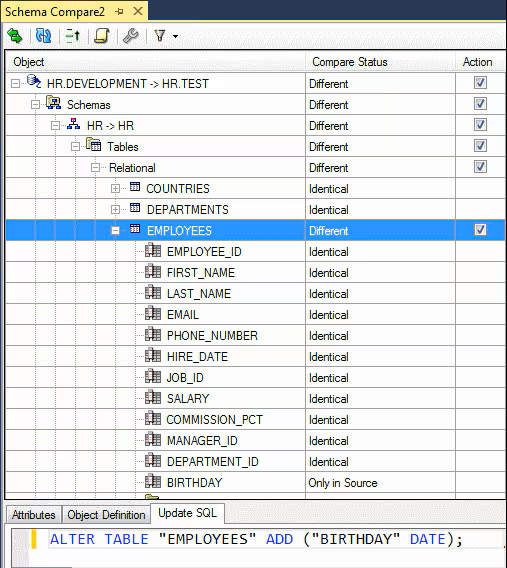 Schema Compare2
Object Compare Status Action
HR.DEVELOPMENT -> HR.TEST Different
Schemas Different
HR -> HR Different
Tables Different
Relational Different
COUNTRIES Identical
DEPARTMENTS Identical
EMPLOYEES Different
EMPLOYEE_ID Identical
FIRST_NAME Identical
LAST_NAME Identical
EMAIL Identical
PHONE_NUMBER Identical
HIRE_DATE Identical
JOB_ID Identical
SALARY Identical
COMMISSION_PCT Identical
MANAGER_ID Identical
DEPARTMENT_ID Identical
BIRTHDAY Only in Source
Attributes Object Definition Update SQL
ALTER TABLE "EMPLOYEES" ADD ("BIRTHDAY" DATE);